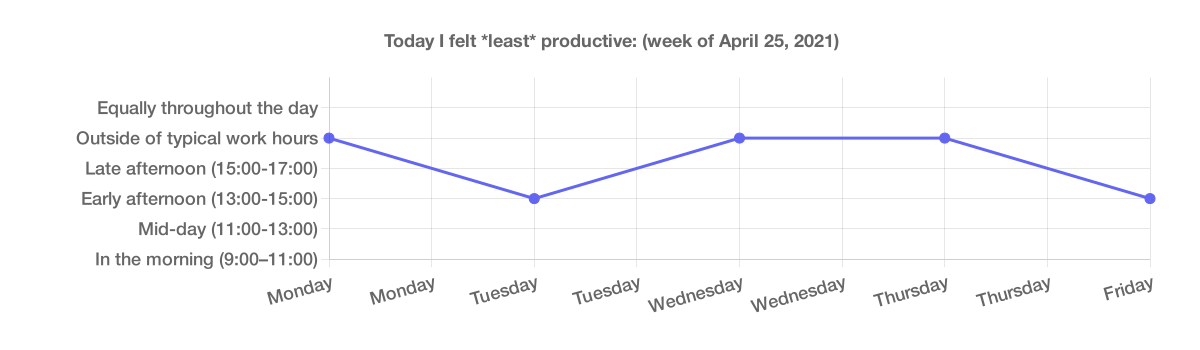 Today I felt *least* productive: (week of April 25, 2021)
Equally throughout the day
Outside of typical work hours
Late afternoon (15:00-17:00)
Early afternoon (13:00-15:00)
Mid-day (11:00-13:00)
In the morning (9:00–11:00)
Monday
Monday
Tuesday
Tuesday
Wednesday
Wednesday
Thursday
Thursday
Friday